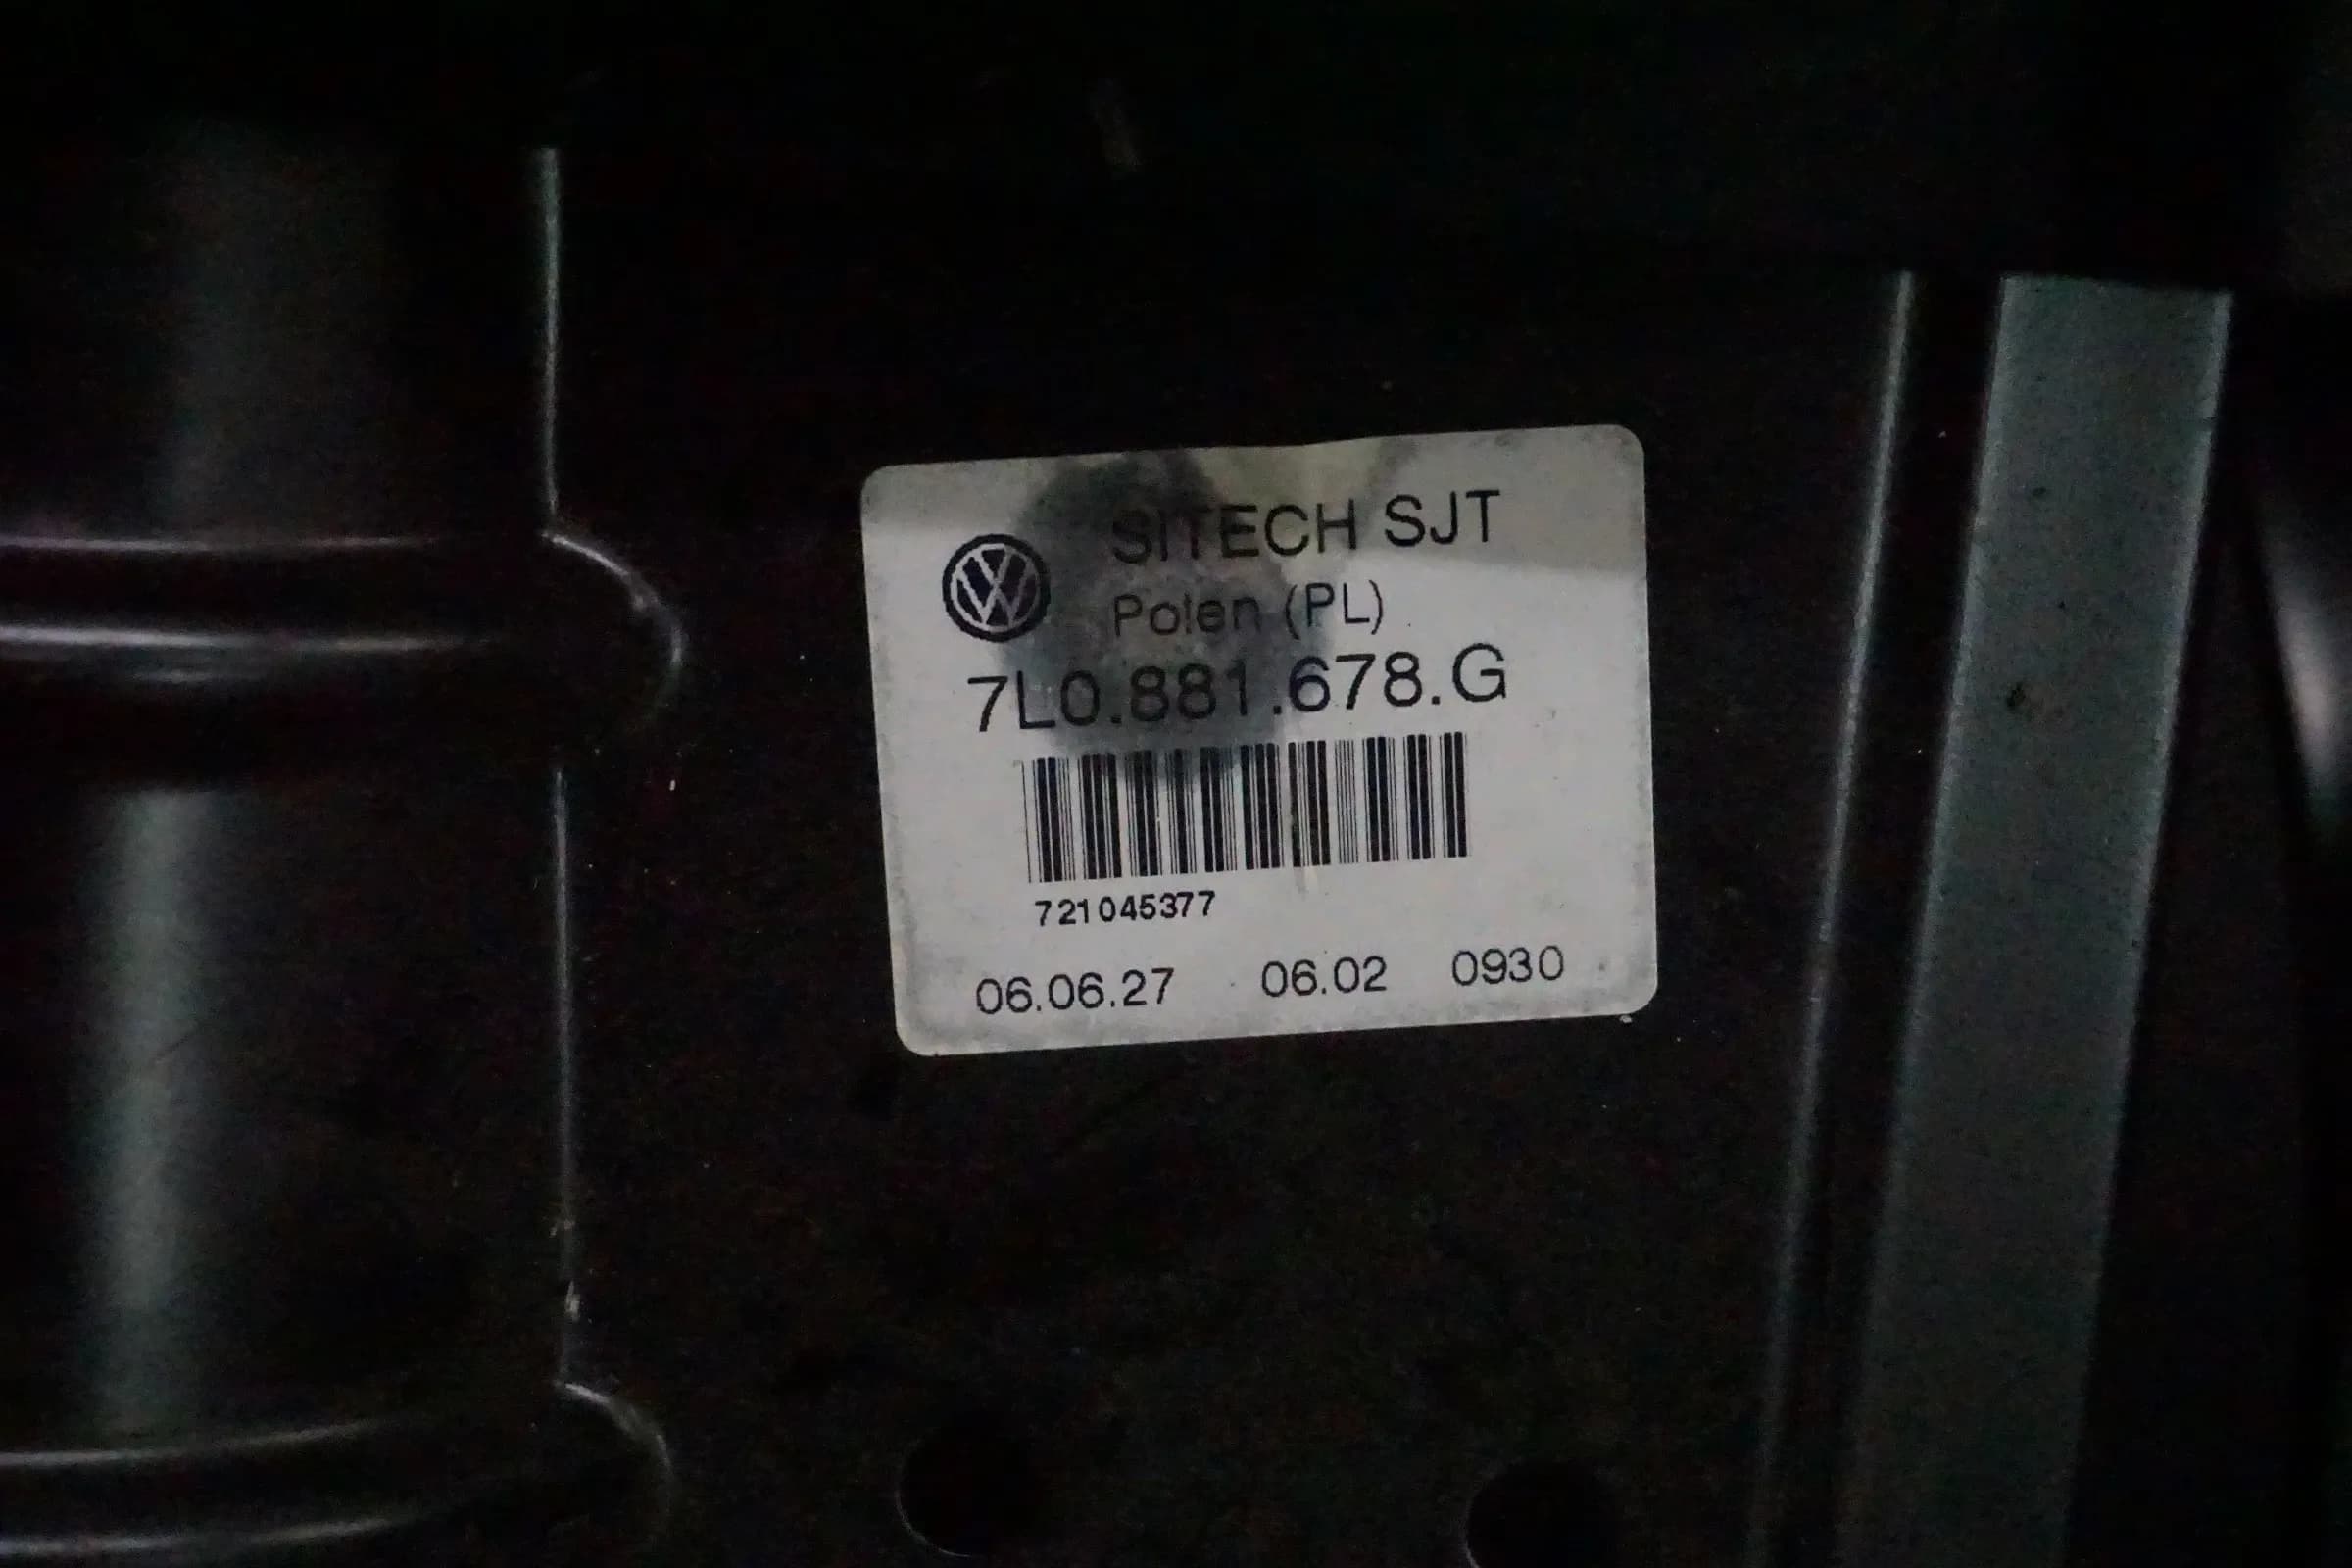 SITECH SJT
Polen (PL)
7L0.881.678.G
721045377
06.06.27 06.02 0930